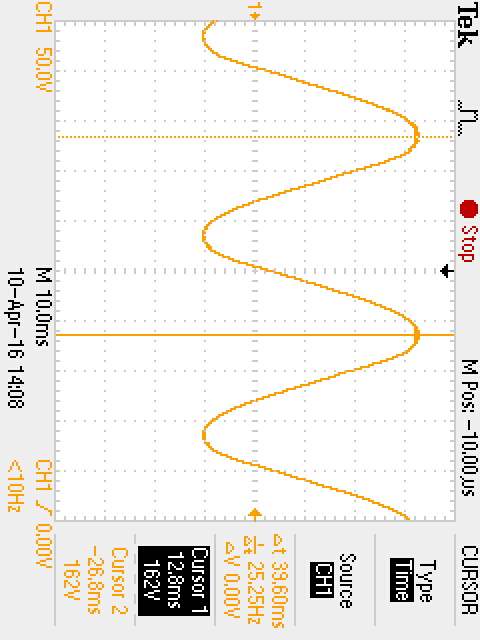 Tek
Stop
M Pos: -10.00µs
CURSOR
Type
Time
Source
CH1
Δt 39.60ms
1/Δt 25.25Hz
ΔV 0.00V
Cursor 1
12.8ms
162V
Cursor 2
-26.8ms
162V
1
CH1 50.0V
M 10.0ms
CH1 / 0.00V
10-Apr-16 14:08
<10Hz